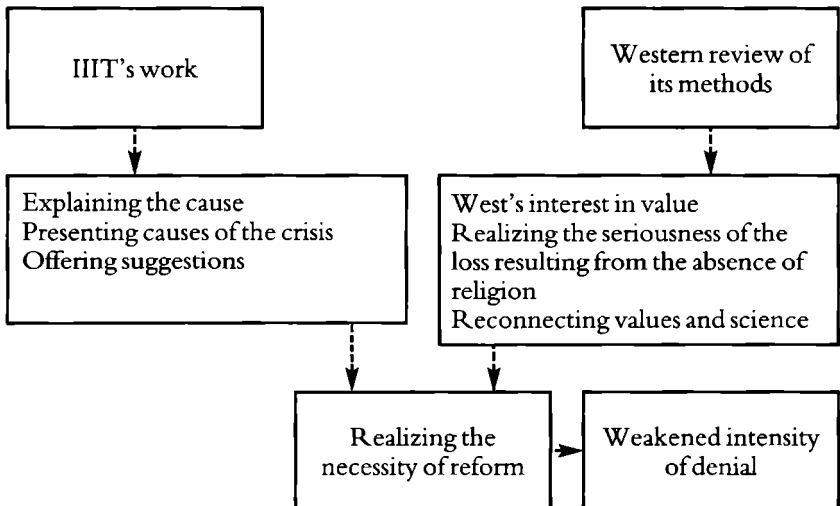 IIIT's work
Western review of
its methods
Explaining the cause
Presenting causes of the crisis
Offering suggestions
West's interest in value
Realizing the seriousness of the
loss resulting from the absence of
religion
Reconnecting values and science
Realizing the
necessity of reform
Weakened intensity
of denial